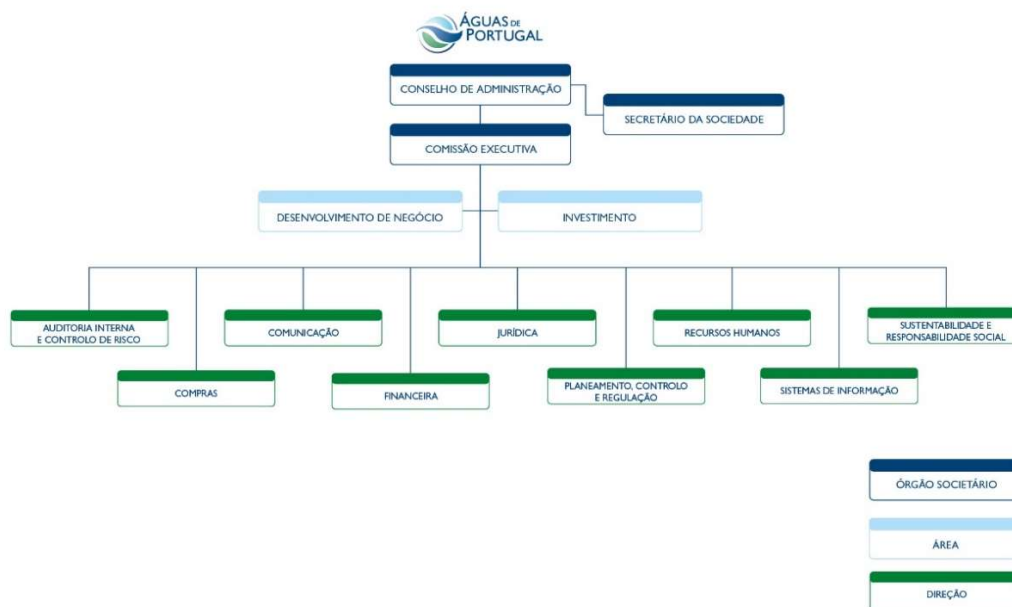 ÁGUAS DE
PORTUGAL
CONSELHO DE ADMINISTRAÇÃO
SECRETÁRIO DA SOCIEDADE
COMISSÃO EXECUTIVA
DESENVOLVIMENTO DE NEGÓCIO
INVESTIMENTO
AUDITORIA INTERNA
E CONTROLO DE RISCO
COMUNICAÇÃO
JURÍDICA
RECURSOS HUMANOS
SUSTENTABILIDADE E
RESPONSABILIDADE SOCIAL
COMPRAS
FINANCEIRA
PLANEAMENTO, CONTROLO
E REGULAÇÃO
SISTEMAS DE INFORMAÇÃO
ÓRGÃO SOCIETÁRIO
ÁREA
DIREÇÃO